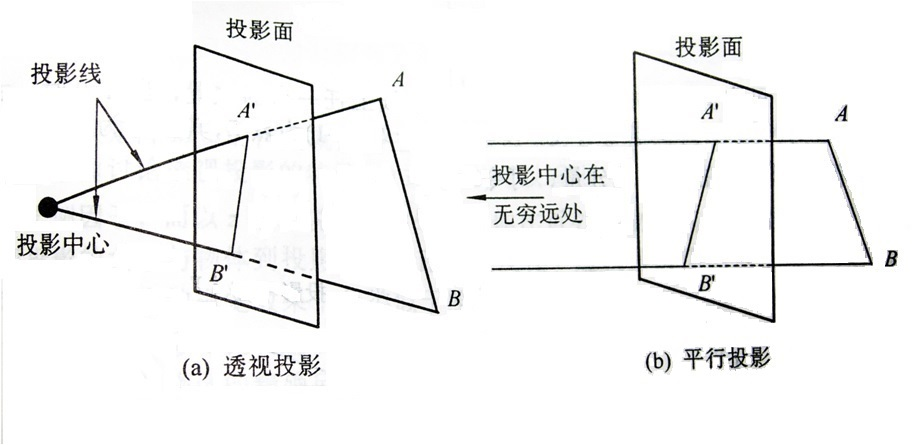 投影面
投影线
A
A'
投影中心
B'
B
(a) 透视投影
投影面
A'
A
投影中心在
无穷远处
B
B'
(b) 平行投影